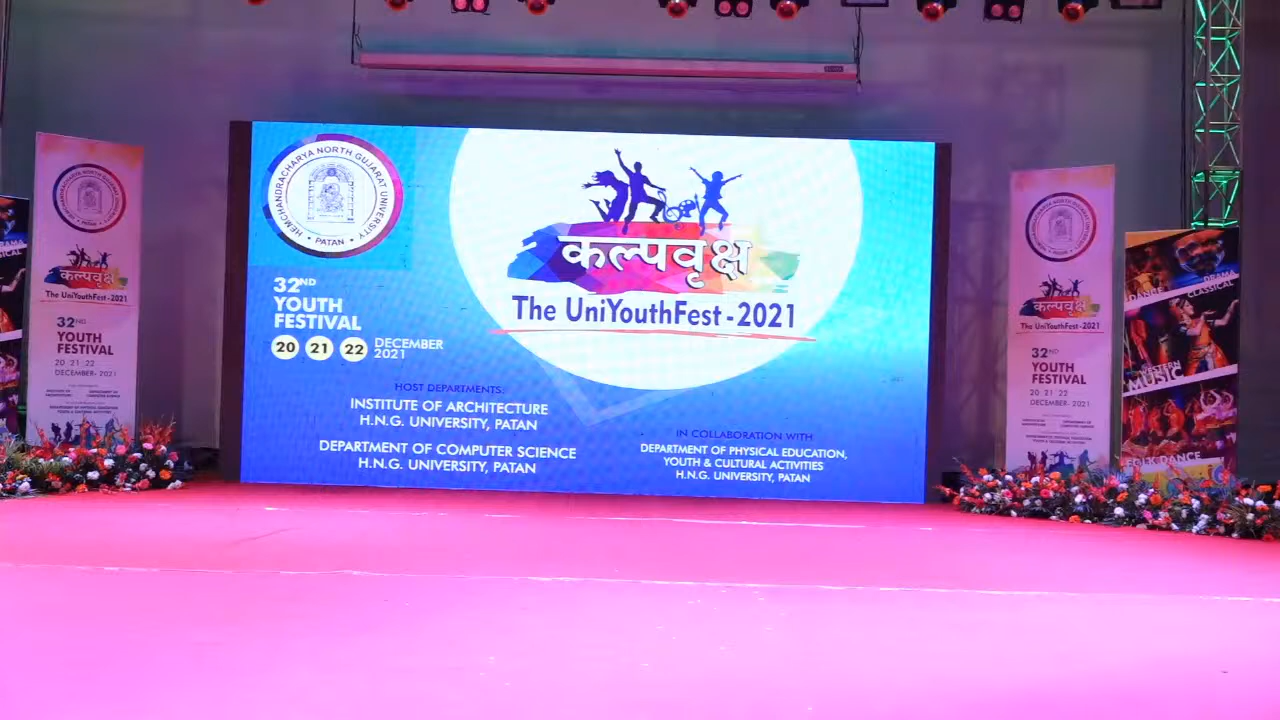 HEMCHANDRACHARYA NORTH GUJARAT UNIVERSITY
• PATAN •
32ND
YOUTH
FESTIVAL
20 21 22 DECEMBER
2021
कल्पवृक्ष
The UniYouthFest-2021
HOST DEPARTMENTS:
INSTITUTE OF ARCHITECTURE
H.N.G. UNIVERSITY, PATAN
DEPARTMENT OF COMPUTER SCIENCE
H.N.G. UNIVERSITY, PATAN
IN COLLABORATION WITH
DEPARTMENT OF PHYSICAL EDUCATION,
YOUTH & CULTURAL ACTIVITIES
H.N.G. UNIVERSITY, PATAN
DRAMA
कल्पवृक्ष
The UniYouthFest-2021
32ND
YOUTH
FESTIVAL
20 21 22
DECEMBER-2021
कल्पवृक्ष
The UniYouthFest-2021
32ND
YOUTH
FESTIVAL
20 21 22
DECEMBER-2021
DRAMA
DANCE
CLASSICAL
WESTERN
MUSIC
FOLK DANCE